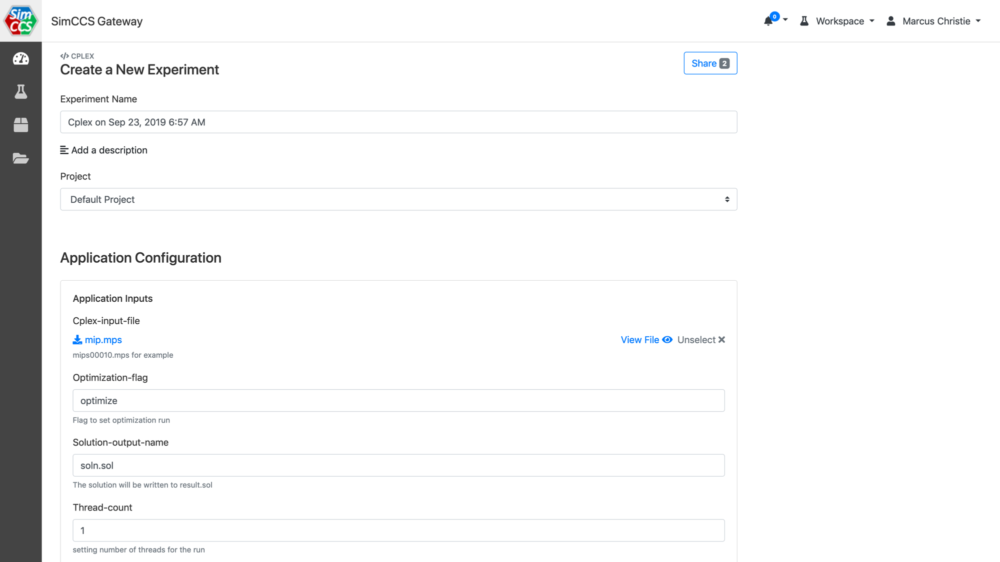 Sim
CCS
SimCCS Gateway
0
Workspace
Marcus Christie
</> CPLEX
Create a New Experiment
Share 2
Experiment Name
Cplex on Sep 23, 2019 6:57 AM
Add a description
Project
Default Project
Application Configuration
Application Inputs
Cplex-input-file
mip.mps
View File Unselect
mips00010.mps for example
Optimization-flag
optimize
Flag to set optimization run
Solution-output-name
soln.sol
The solution will be written to result.sol
Thread-count
1
setting number of threads for the run